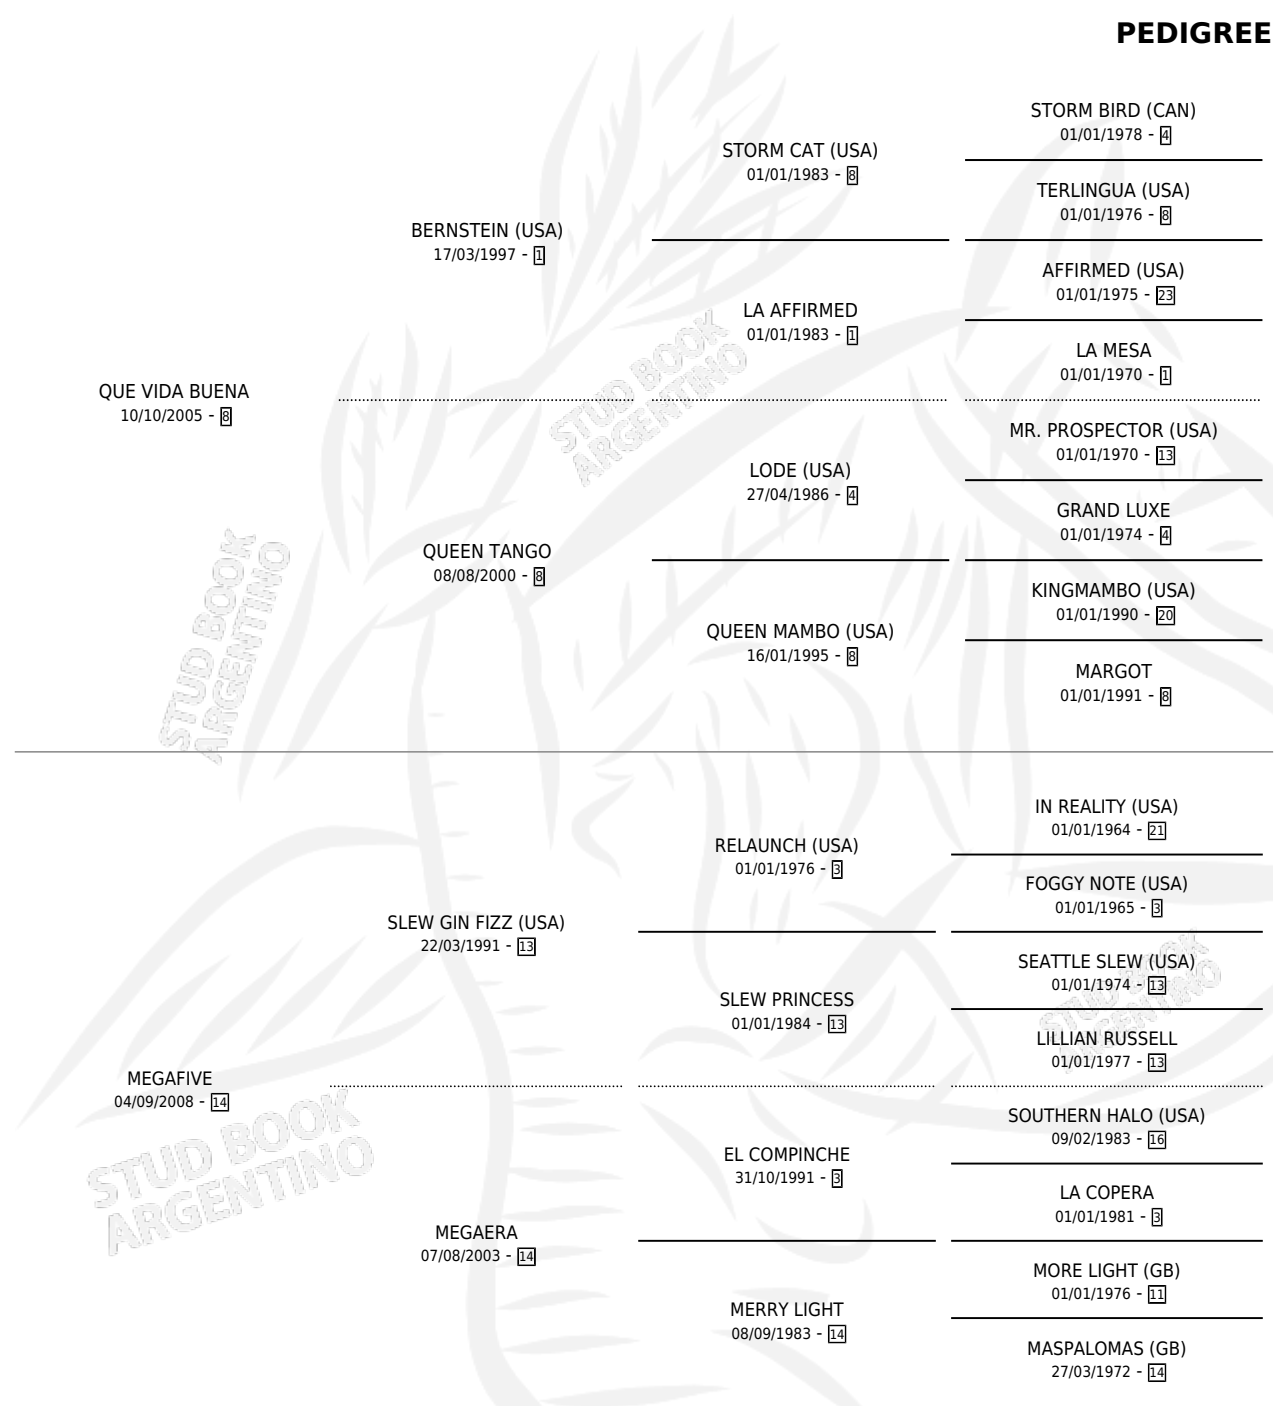 PEDIGREE
STORM BIRD (CAN)
01/01/1978 - 4
STORM CAT (USA)
01/01/1983 - 8
TERLINGUA (USA)
01/01/1976 - 8
BERNSTEIN (USA)
17/03/1997 - 1
AFFIRMED (USA)
01/01/1975 - 23
LA AFFIRMED
01/01/1983 - 1
LA MESA
01/01/1970 - 1
QUE VIDA BUENA
10/10/2005 - 8
STUD BOOK
ARGENTINO
MR. PROSPECTOR (USA)
01/01/1970 - 13
LODE (USA)
27/04/1986 - 4
GRAND LUXE
01/01/1974 - 4
QUEEN TANGO
08/08/2000 - 8
KINGMAMBO (USA)
01/01/1990 - 20
QUEEN MAMBO (USA)
16/01/1995 - 8
MARGOT
01/01/1991 - 8
STUD BOOK
ARGENTINO
IN REALITY (USA)
01/01/1964 - 21
RELAUNCH (USA)
01/01/1976 - 3
FOGGY NOTE (USA)
01/01/1965 - 3
SLEW GIN FIZZ (USA)
22/03/1991 - 13
SEATTLE SLEW (USA)
01/01/1974 - 13
SLEW PRINCESS
01/01/1984 - 13
STUD BOOK
ARGENTINO
LILLIAN RUSSELL
01/01/1977 - 13
MEGAFIVE
04/09/2008 - 14
SOUTHERN HALO (USA)
09/02/1983 - 16
EL COMPINCHE
31/10/1991 - 3
LA COPERA
01/01/1981 - 3
STUD BOOK
ARGENTINO
MEGAERA
07/08/2003 - 14
MORE LIGHT (GB)
01/01/1976 - 11
MERRY LIGHT
08/09/1983 - 14
MASPALOMAS (GB)
27/03/1972 - 14